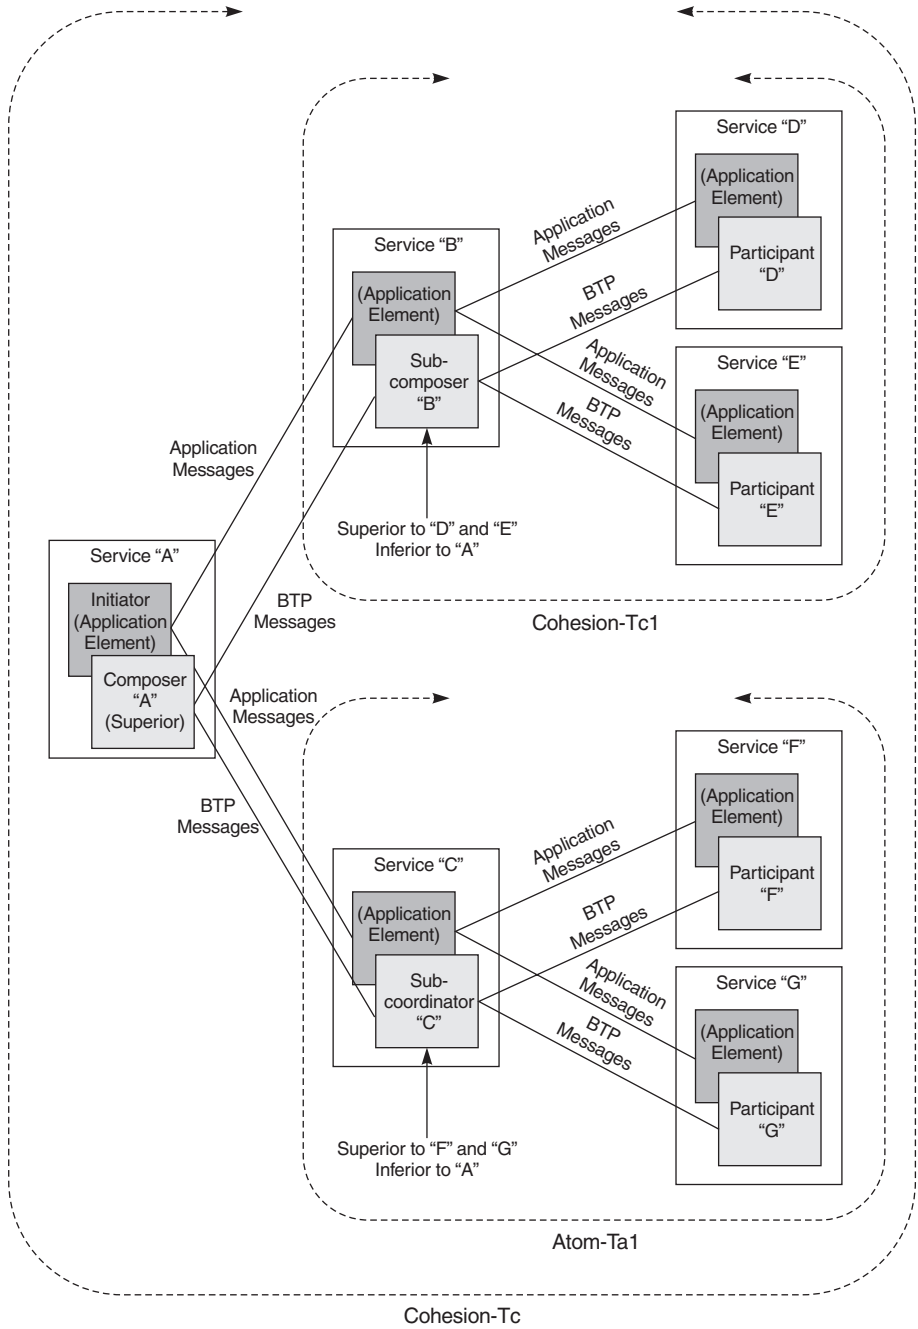 Service “D”
(Application
Element)
Participant
“D”
Application
Messages
Service “B”
(Application
Element)
BTP
Messages
Sub-
composer
“B”
Application
Messages
Service “E”
(Application
Element)
BTP
Messages
Participant
“E”
Application
Messages
Superior to “D” and “E”
Inferior to “A”
Service “A”
Initiator
(Application
Element)
BTP
Messages
Cohesion-Tc1
Composer
“A”
(Superior)
Application
Messages
Service “F”
(Application
Element)
BTP
Messages
Application
Messages
Service “C”
Participant
“F”
(Application
Element)
BTP
Messages
Sub-
coordinator
“C”
Application
Messages
Service “G”
(Application
Element)
BTP
Messages
Participant
“G”
Superior to “F” and “G”
Inferior to “A”
Atom-Ta1
Cohesion-Tc